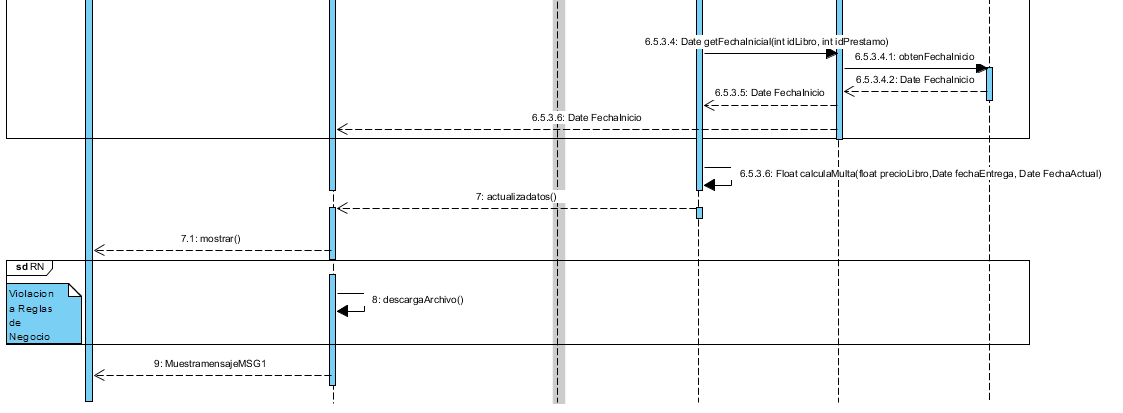 6.5.3.4: Date getFechaInicial(int idLibro, int idPrestamo)
6.5.3.4.1: obtenFechaInicio
6.5.3.4.2: Date FechaInicio
6.5.3.5: Date FechaInicio
6.5.3.6: Date FechaInicio
6.5.3.6: Float calculaMulta(float precioLibro,Date fechaEntrega, Date FechaActual)
7: actualizadatos()
7.1: mostrar()
sd RN
Violacion
a Reglas
de
Negocio
8: descargaArchivo()
9: MuestramensajeMSG1